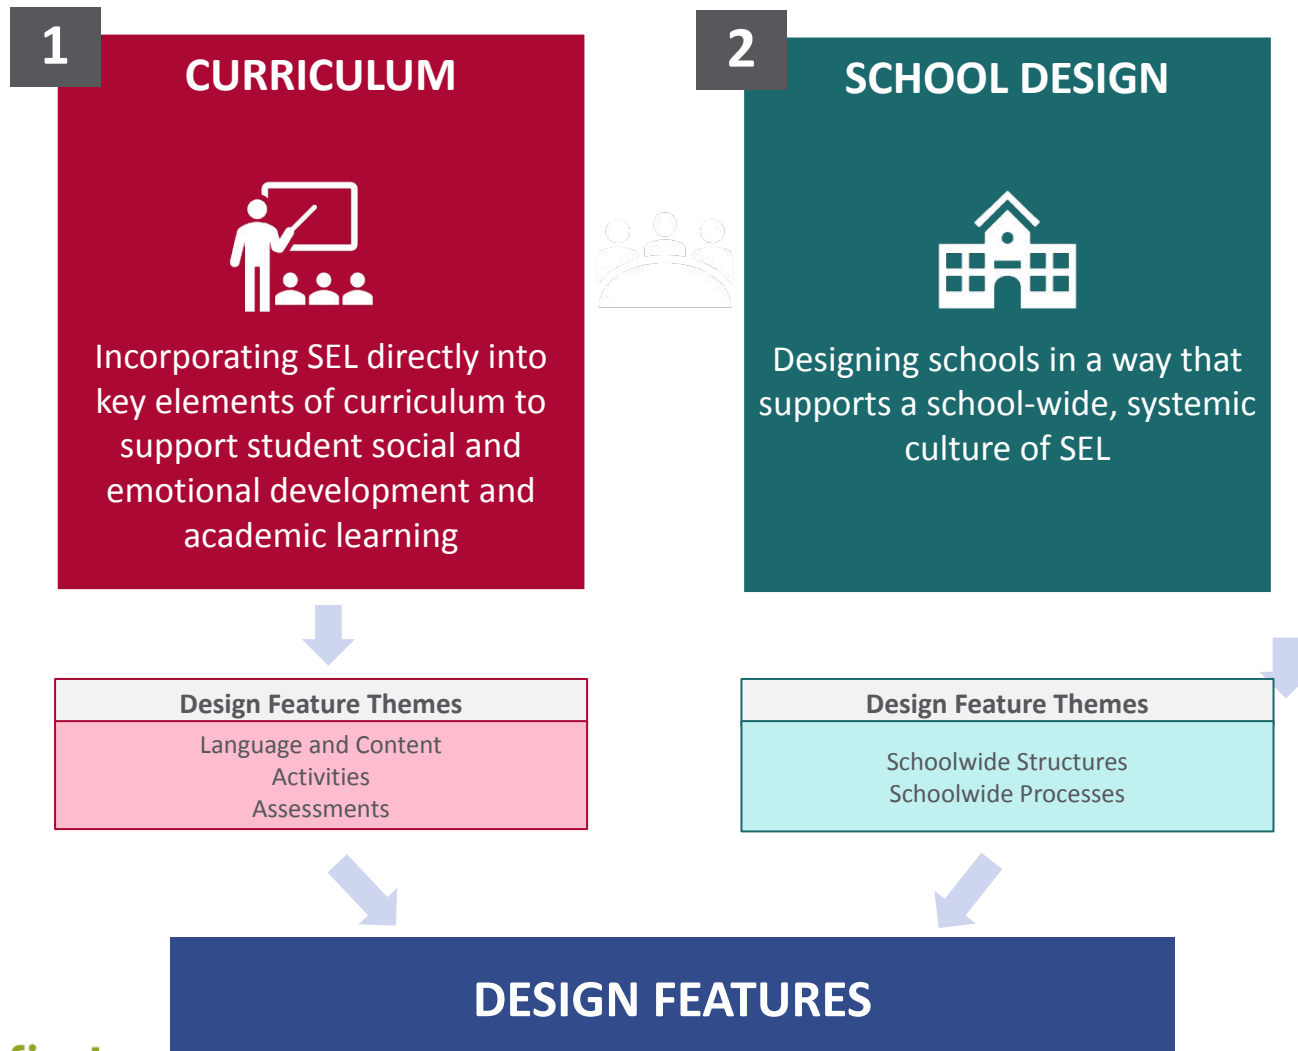 1
CURRICULUM
Incorporating SEL directly into
key elements of curriculum to
support student social and
emotional development and
academic learning
Design Feature Themes
Language and Content
Activities
Assessments
2
SCHOOL DESIGN
Designing schools in a way that
supports a school-wide, systemic
culture of SEL
Design Feature Themes
Schoolwide Structures
Schoolwide Processes
DESIGN FEATURES